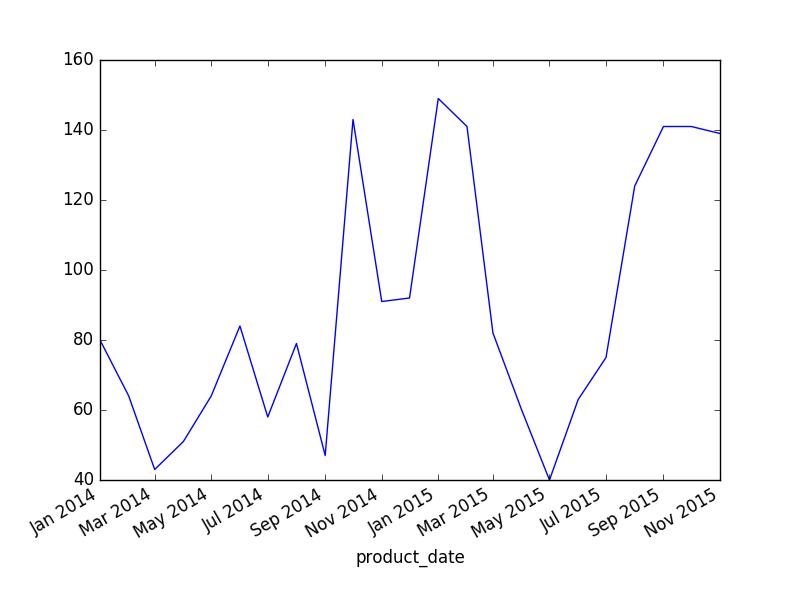 160
140
120
100
80
60
40
Jan 2014
Mar 2014
May 2014
Jul 2014
Sep 2014
Nov 2014
Jan 2015
Mar 2015
May 2015
Jul 2015
Sep 2015
Nov 2015
product_date